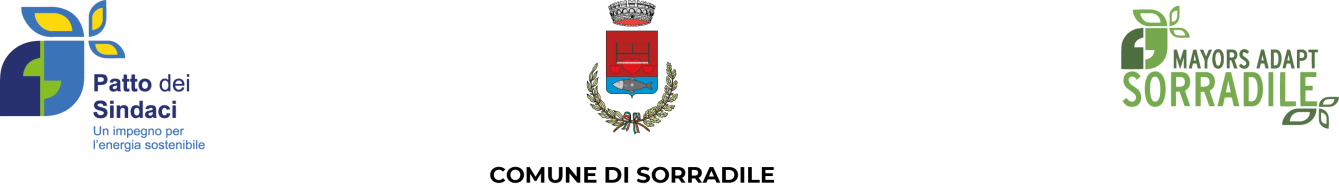 Patto dei
Sindaci
Un impegno per
l'energia sostenibile
COMUNE DI SORRADILE
MAYORS ADAPT
SORRADILE